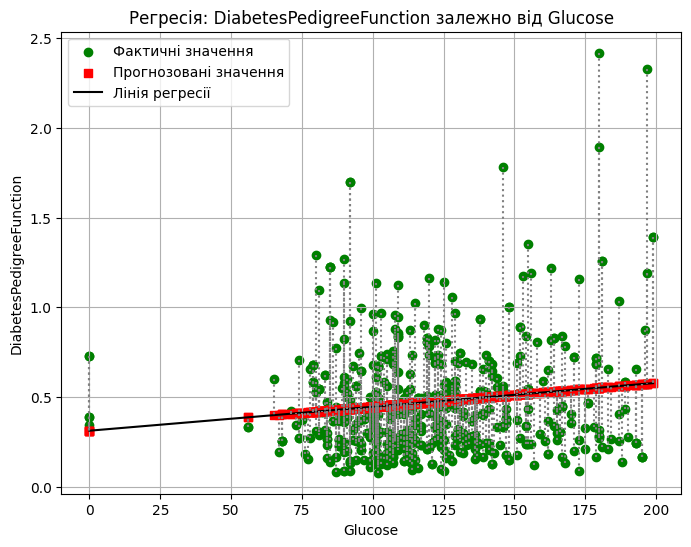 Регресія: DiabetesPedigreeFunction залежно від Glucose
Фактичні значення
Прогнозовані значення
Лінія регресії
2.5
2.0
1.5
1.0
0.5
0.0
DiabetesPedigreeFunction
0 25 50 75 100 125 150 175 200
Glucose